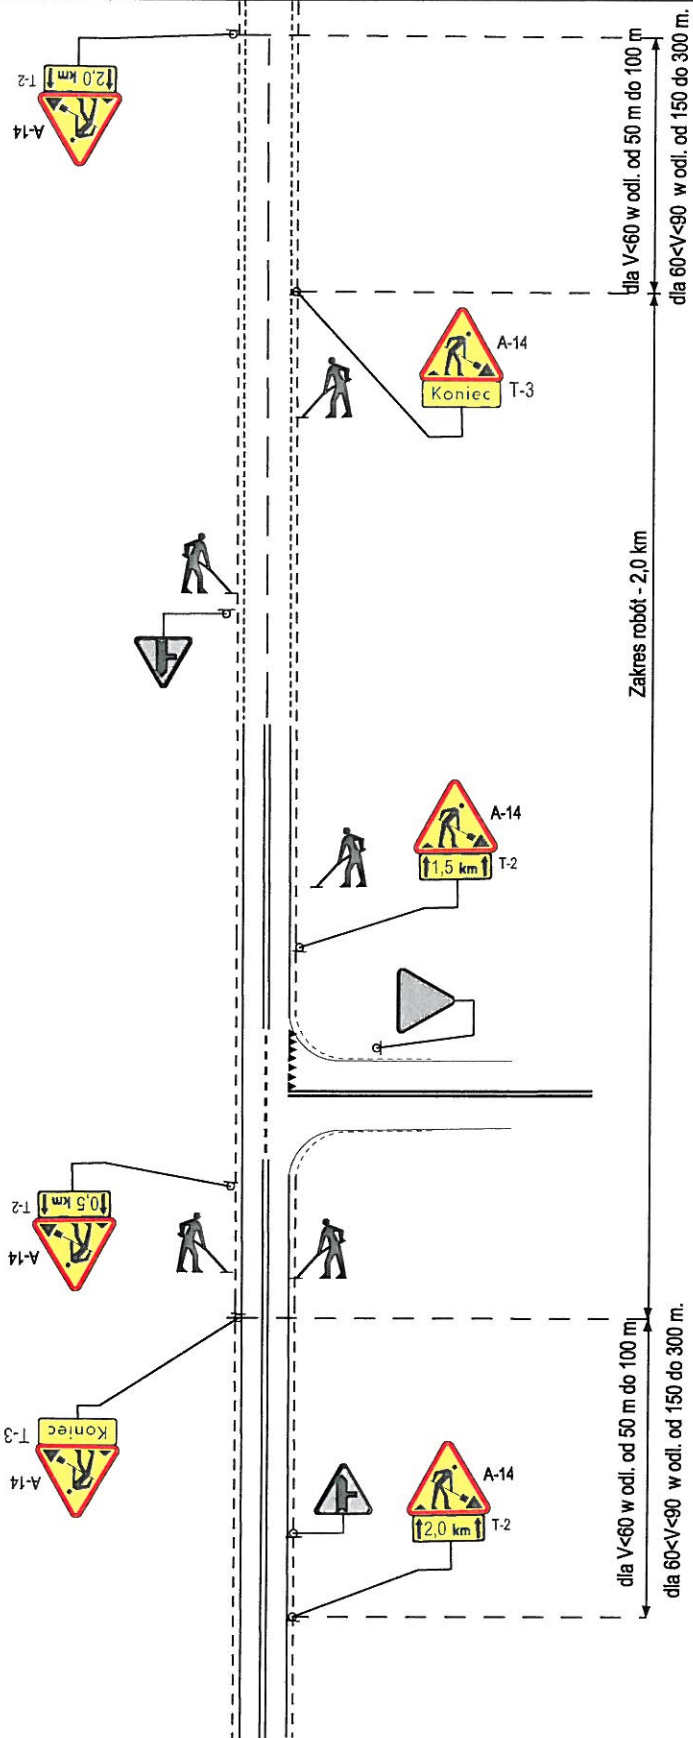 T-2
2,0 km
A-14
dla V<60 w odl. od 50 m do 100 m
dla 60<V<90 w odl. od 150 do 300 m.
A-14
Koniec
T-3
Zakres robót - 2,0 km
A-14
1,5 km
T-2
T-2
0,5 km
A-14
T-3
Koniec
A-14
A-14
2,0 km
T-2
dla V<60 w odl. od 50 m do 100 m
dla 60<V<90 w odl. od 150 do 300 m.